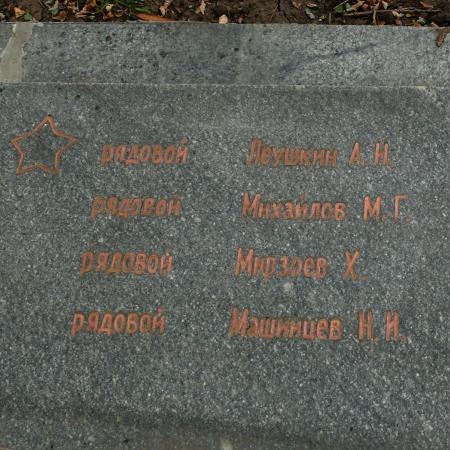 рядовой Леушкин А.Н.
рядовой Михайлов М.Г.
рядовой Мирзоев Х.
рядовой Машинцев Н.И.